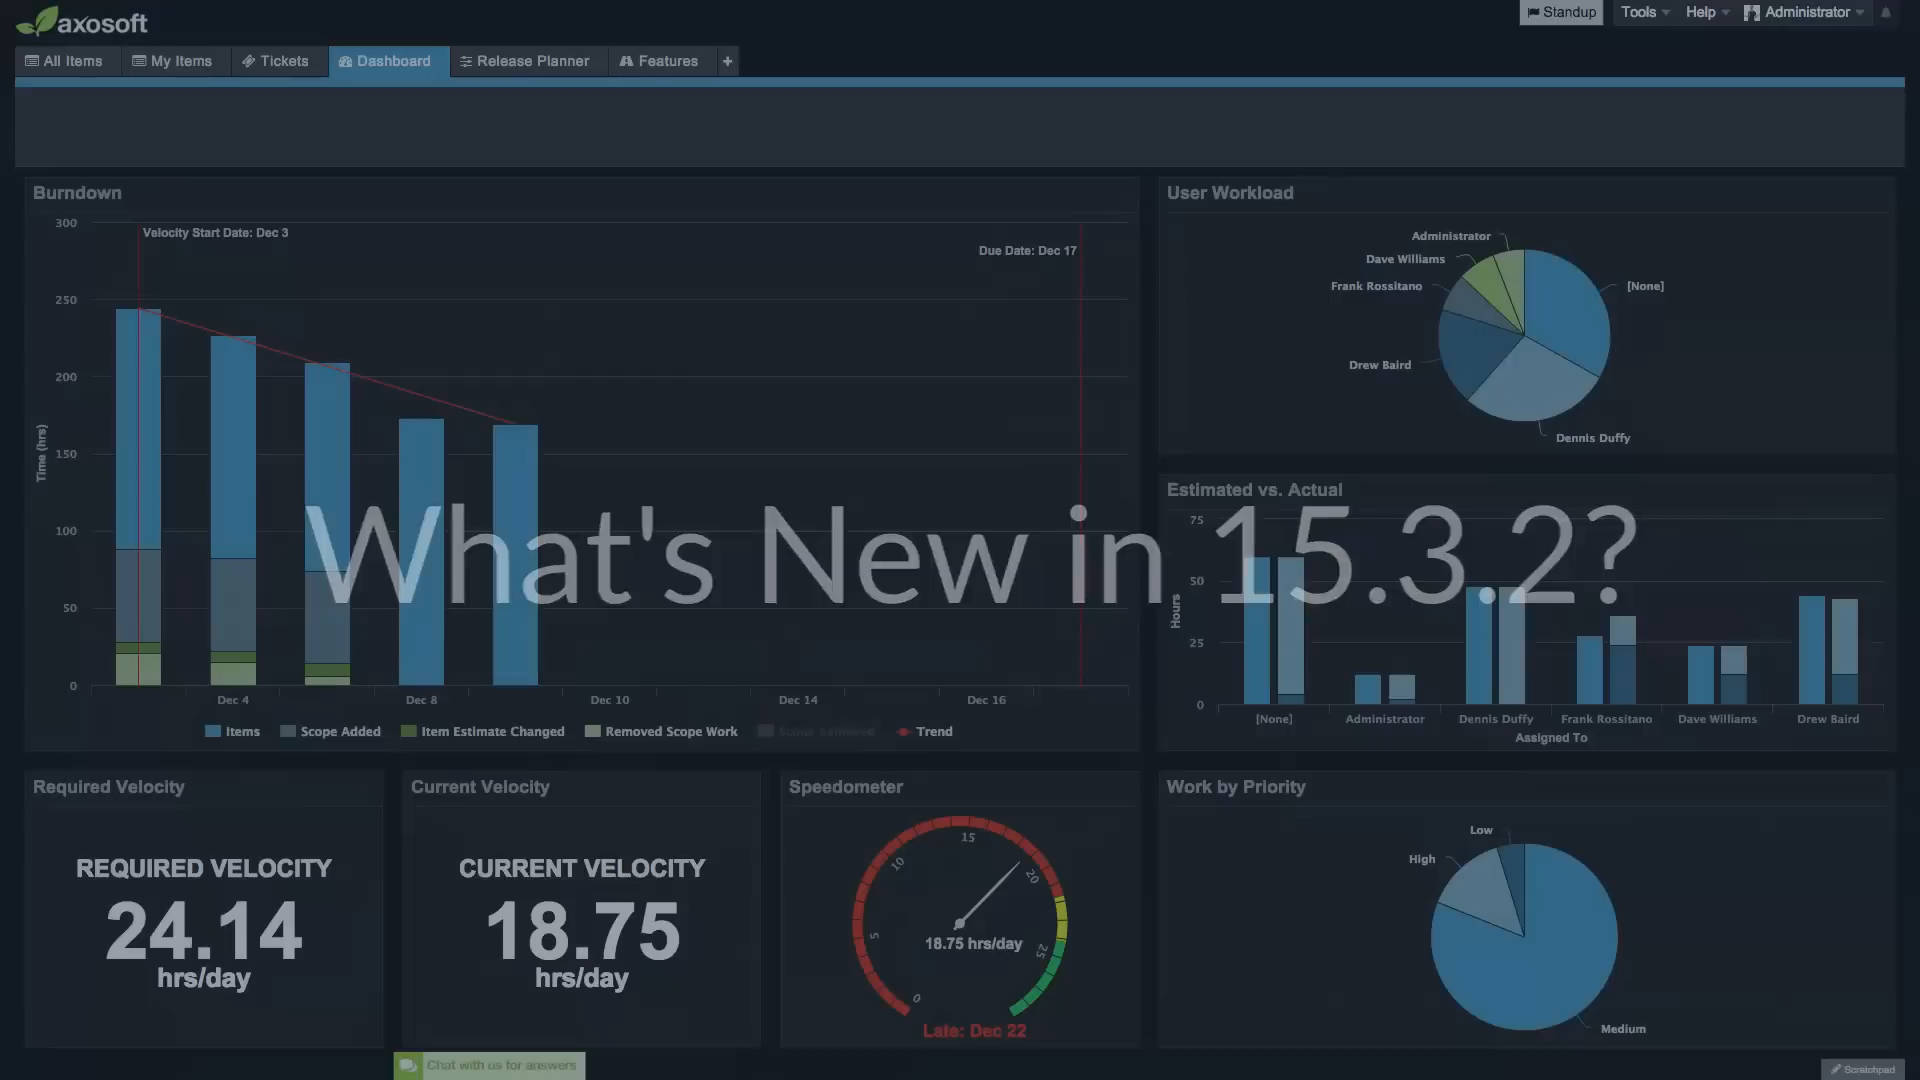 axosoft
Standup
Tools
Help
Administrator
All Items
My Items
Tickets
Dashboard
Release Planner
Features
+
Burndown
300
250
200
150
100
50
0
Time (hrs)
Velocity Start Date: Dec 3
Due Date: Dec 17
Dec 4
Dec 8
Dec 10
Dec 14
Dec 16
Items
Scope Added
Item Estimate Changed
Removed Scope Work
Scope Removed
Trend
User Workload
Administrator
Dave Williams
Frank Rossitano
[None]
Drew Baird
Dennis Duffy
What's New in 15.3.2?
Estimated vs. Actual
75
50
25
0
Hours
[None]
Administrator
Dennis Duffy
Frank Rossitano
Dave Williams
Drew Baird
Assigned To
Required Velocity
REQUIRED VELOCITY
24.14
hrs/day
Current Velocity
CURRENT VELOCITY
18.75
hrs/day
Speedometer
0
5
10
15
20
25
18.75 hrs/day
Late: Dec 22
Work by Priority
Low
High
Medium
Chat with us for answers
Scratchpad